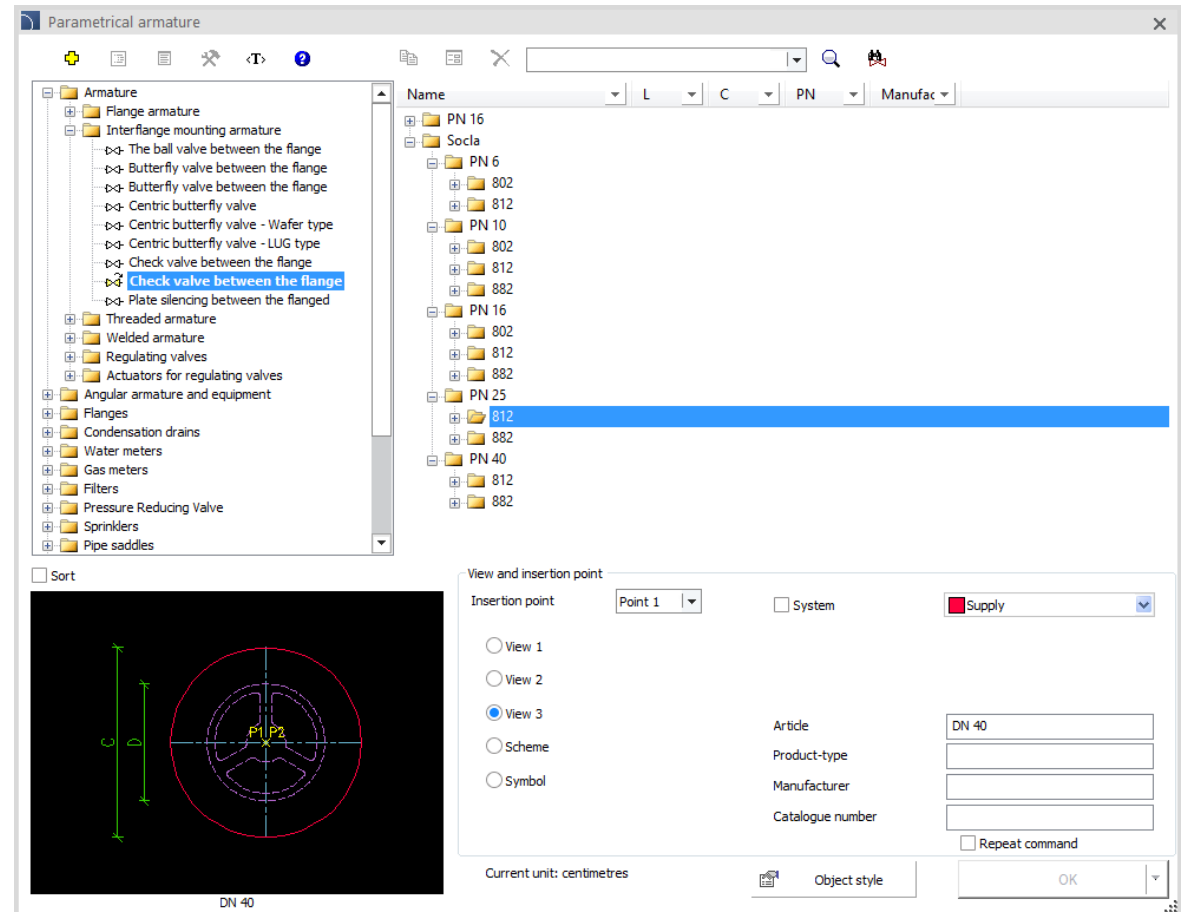 Parametrical armature
‹T›
Name L C PN Manufac
Armature
Flange armature
Interflange mounting armature
The ball valve between the flange
Butterfly valve between the flange
Butterfly valve between the flange
Centric butterfly valve
Centric butterfly valve - Wafer type
Centric butterfly valve - LUG type
Check valve between the flange
Check valve between the flange
Plate silencing between the flanged
Threaded armature
Welded armature
Regulating valves
Actuators for regulating valves
Angular armature and equipment
Flanges
Condensation drains
Water meters
Gas meters
Filters
Pressure Reducing Valve
Sprinklers
Pipe saddles
PN 16
Socla
PN 6
802
812
PN 10
802
812
882
PN 16
802
812
882
PN 25
812
882
PN 40
812
882
Sort
C
D
P1 P2
DN 40
View and insertion point
Insertion point Point 1 System Supply
View 1
View 2
View 3
Scheme
Symbol
Article DN 40
Product-type
Manufacturer
Catalogue number
Repeat command
Current unit: centimetres
Object style
OK